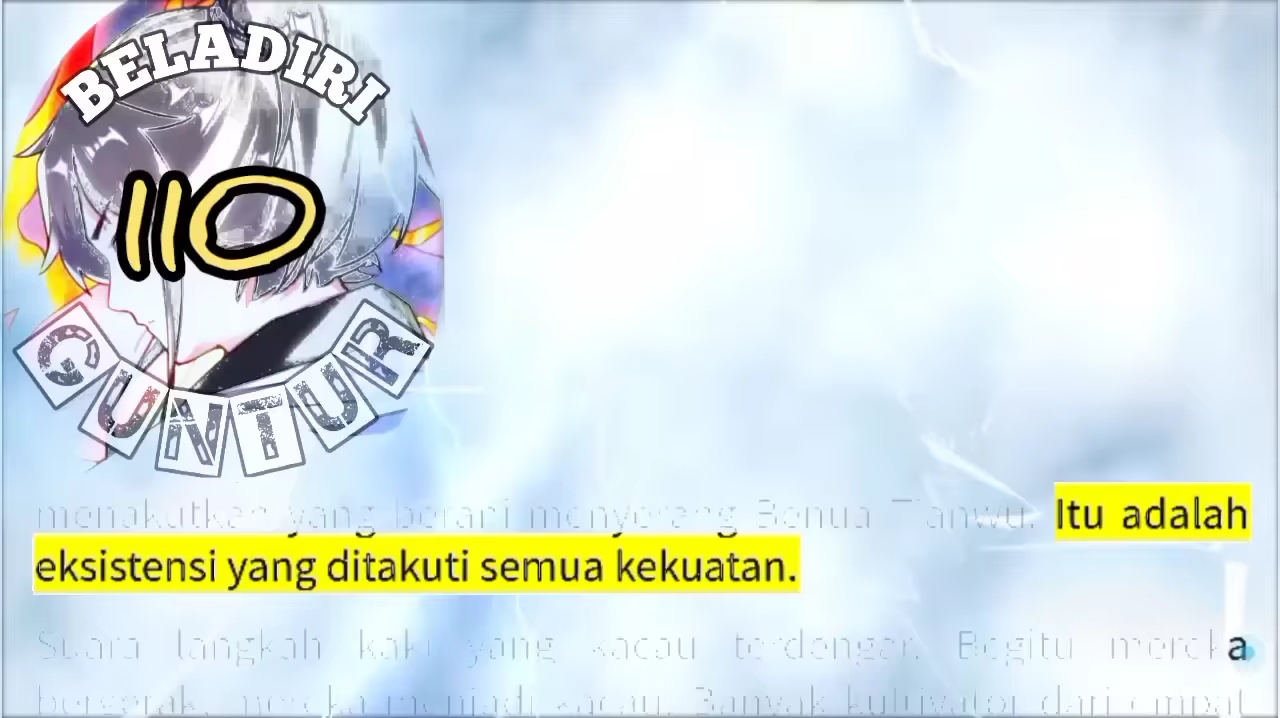 BELADIRI
110
GUNTUR
menakutkan yang berani menyerang Benua Tianwu. Itu adalah
eksistensi yang ditakuti semua kekuatan.
Suara langkah kaki yang kacau terdengar. Begitu mereka
bergerak, mereka menjadi kacau. Banyak kultivator dari empat